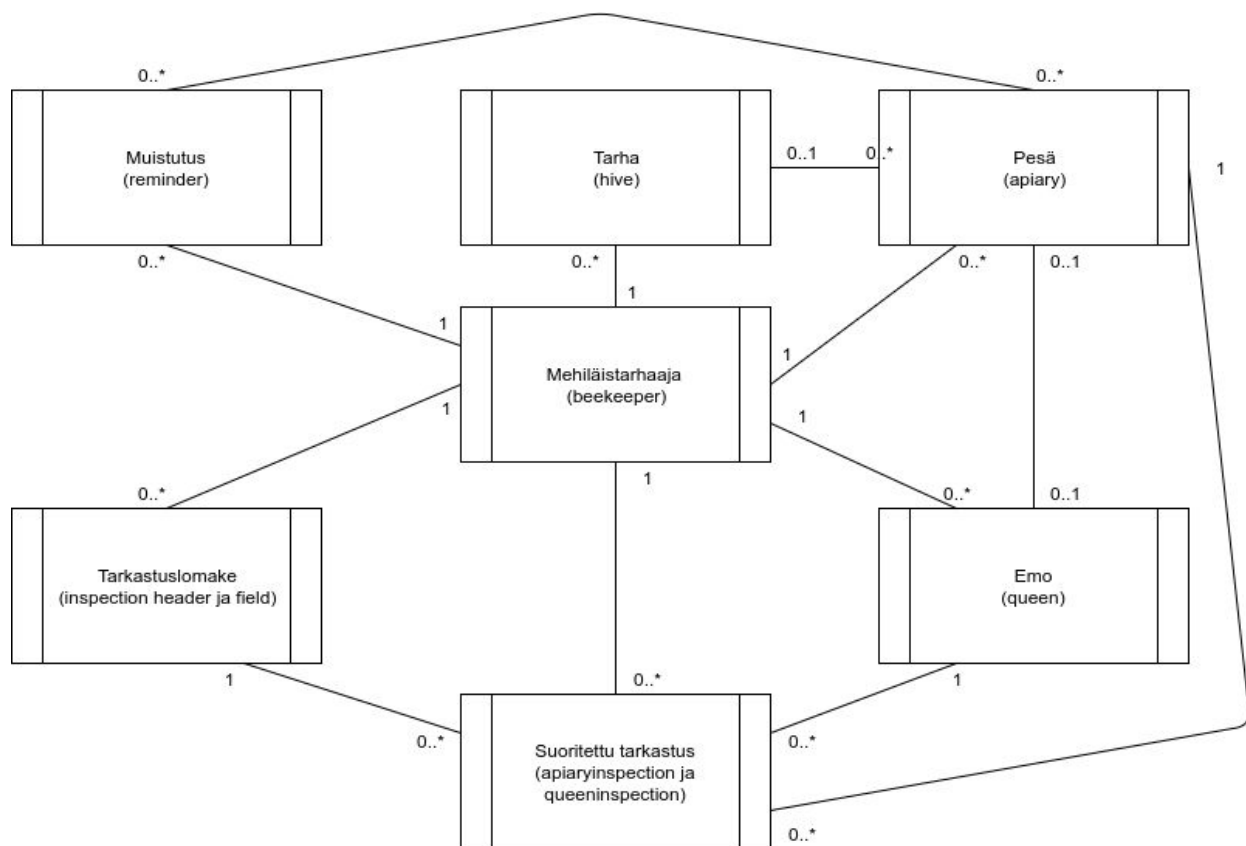 0..*
0..*
Muistutus
(reminder)
Tarha
(hive)
0..1
0..*
Pesä
(apiary)
1
0..*
0..*
0..*
0..1
1
1
Mehiläistarhaaja
(beekeeper)
1
1
1
0..*
1
0..*
0..1
Tarkastuslomake
(inspection header ja field)
Emo
(queen)
1
0..*
1
0..*
0..*
Suoritettu tarkastus
(apiaryinspection ja
queeninspection)
0..*